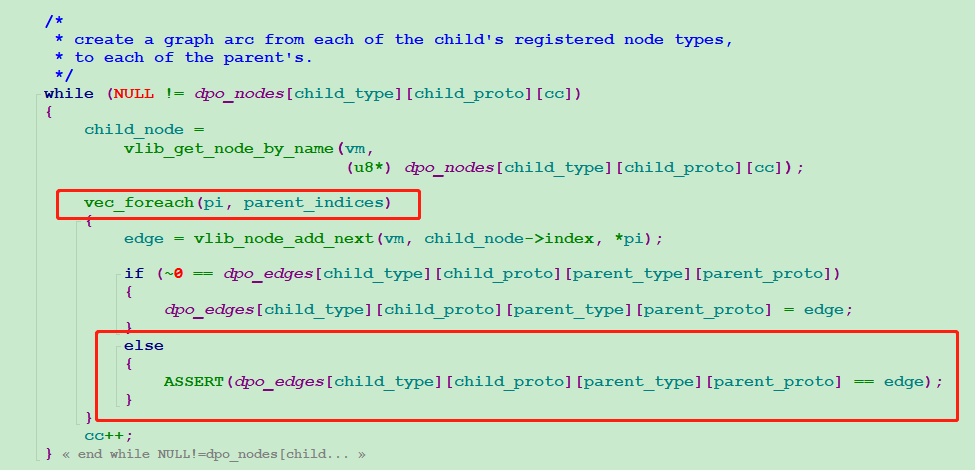 /*
 * create a graph arc from each of the child's registered node types,
 * to each of the parent's.
 */
while (NULL != dpo_nodes[child_type][child_proto][cc])
{
    child_node =
        vlib_get_node_by_name(vm,
                              (u8*) dpo_nodes[child_type][child_proto][cc]);

    vec_foreach(pi, parent_indices)
    {
        edge = vlib_node_add_next(vm, child_node->index, *pi);

        if (~0 == dpo_edges[child_type][child_proto][parent_type][parent_proto])
        {
            dpo_edges[child_type][child_proto][parent_type][parent_proto] = edge;
        }
        else
        {
            ASSERT(dpo_edges[child_type][child_proto][parent_type][parent_proto] == edge);
        }
    }
    cc++;
} « end while NULL!=dpo_nodes[child... »